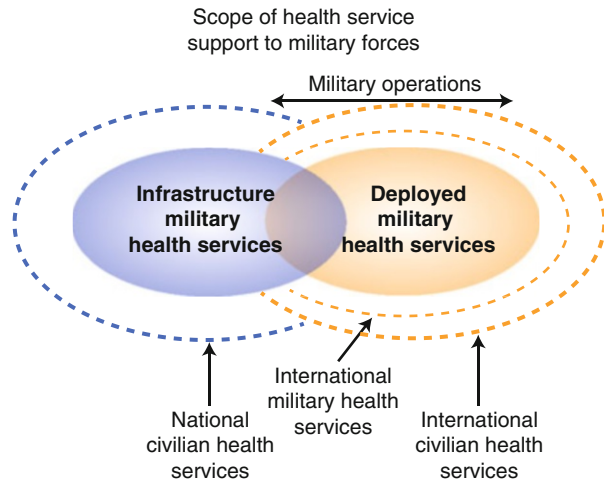 Scope of health service
support to military forces
Military operations
Infrastructure
military
health services
Deployed
military
health services
International
military health
services
National
civilian health
services
International
civilian health
services